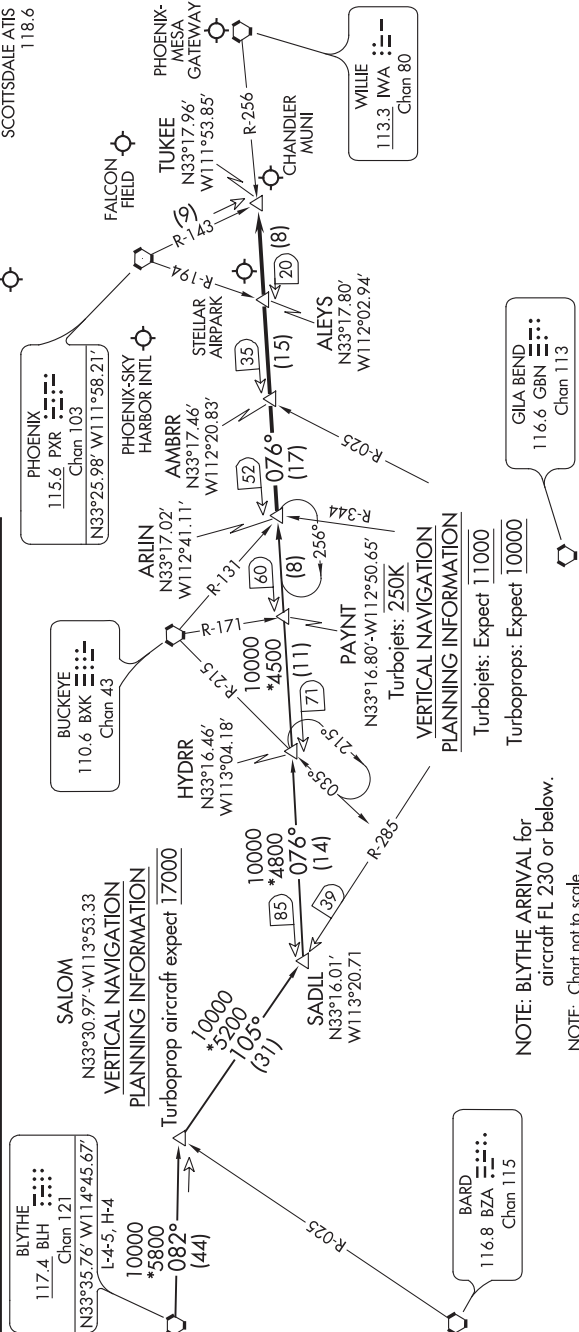 SCOTTSDALE ATIS
118.6
PHOENIX-
MESA
GATEWAY
WILLIE
113.3 IWA
Chan 80
R-256
FALCON
FIELD
TUKEE
N33°17.96'
W111°53.85'
CHANDLER
MUNI
(9)
R-143
(8)
R-194
20
STELLAR
AIRPARK
ALEYS
N33°17.80'
W112°02.94'
PHOENIX
115.6 PXR
Chan 103
N33°25.98' W111°58.21'
PHOENIX-SKY
HARBOR INTL
35
(15)
AMBRR
N33°17.46'
W112°20.83'
076°
(17)
R-025
GILA BEND
116.6 GBN
Chan 113
52
ARLIN
N33°17.02'
W112°41.11'
R-131
R-344
256°
60
(8)
R-171
PAYNT
N33°16.80'-W112°50.65'
Turbojets: 250K
VERTICAL NAVIGATION
PLANNING INFORMATION
Turbojets: Expect 11000
Turboprops: Expect 10000
BUCKEYE
110.6 BXK
Chan 43
R-215
10000
*4500
(11)
71
HYDRR
N33°16.46'
W113°04.18'
215°
035°
10000
*4800
076°
(14)
R-285
85
39
SADLL
N33°16.01'
W113°20.71
SALOM
N33°30.97'-W113°53.33
VERTICAL NAVIGATION
PLANNING INFORMATION
Turboprop aircraft expect 17000
10000
*5200
105°
(31)
BLYTHE
117.4 BLH
Chan 121
N33°35.76' W114°45.67'
L-4-5, H-4
10000
*5800
082°
(44)
R-025
BARD
116.8 BZA
Chan 115
NOTE: BLYTHE ARRIVAL for
aircraft FL 230 or below.
NOTE: Chart not to scale